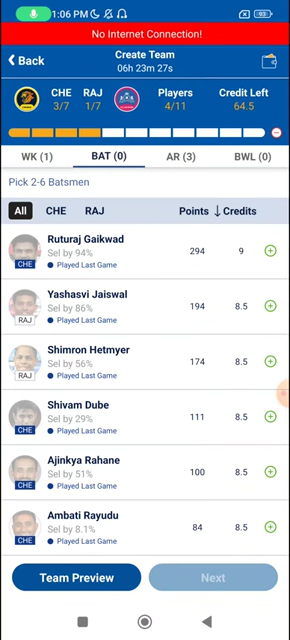 1:06 PM 93
No Internet Connection!
Back Create Team
06h 23m 27s
CHE RAJ Players Credit Left
3/7 1/7 4/11 64.5
WK (1) BAT (0) AR (3) BWL (0)
Pick 2-6 Batsmen
All CHE RAJ Points ↓ Credits
Ruturaj Gaikwad
Sel by 94% 294 9
CHE Played Last Game
Yashasvi Jaiswal
Sel by 86% 194 8.5
RAJ Played Last Game
Shimron Hetmyer
Sel by 56% 174 8.5
RAJ Played Last Game
Shivam Dube
Sel by 29% 111 8.5
CHE Played Last Game
Ajinkya Rahane
Sel by 51% 100 8.5
CHE Played Last Game
Ambati Rayudu
Sel by 8.1% 84 8.5
CHE Played Last Game
Team Preview Next